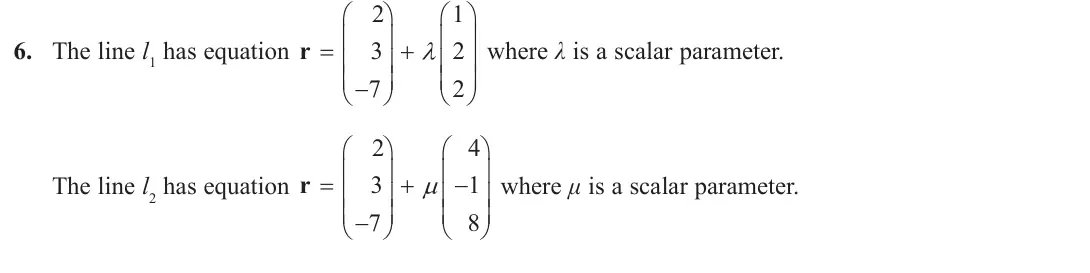 6. The line l₁ has equation r = (2 3 −7) + λ(1 2 2) where λ is a scalar parameter.
The line l₂ has equation r = (2 3 −7) + μ(4 −1 8) where μ is a scalar parameter.